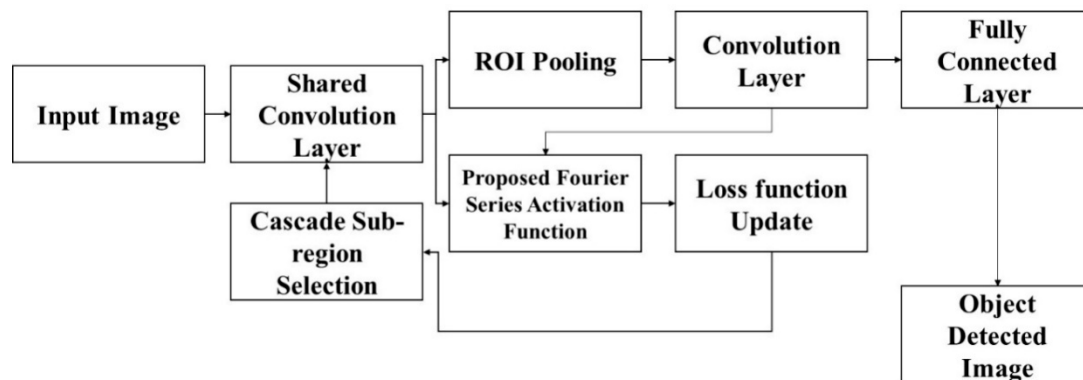 Input Image
Shared
Convolution
Layer
ROI Pooling
Convolution
Layer
Fully
Connected
Layer
Proposed Fourier
Series Activation
Function
Loss function
Update
Cascade Sub-
region
Selection
Object
Detected
Image